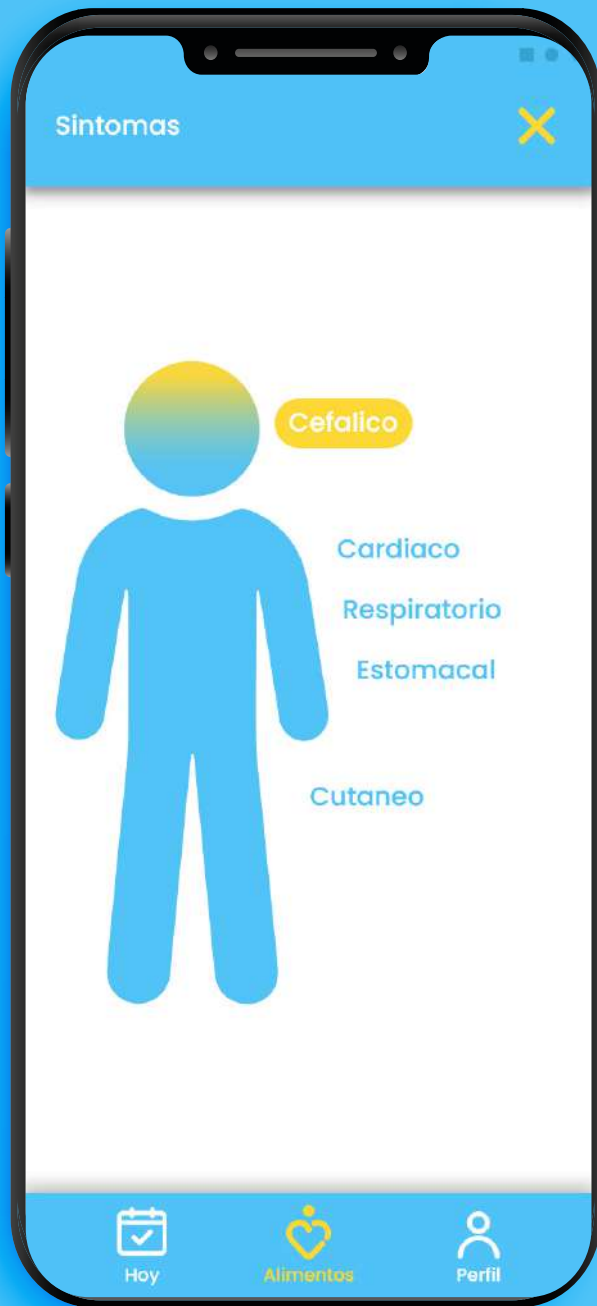 Sintomas
Cefalico
Cardiaco
Respiratorio
Estomacal
Cutaneo
Hoy
Alimentos
Perfil